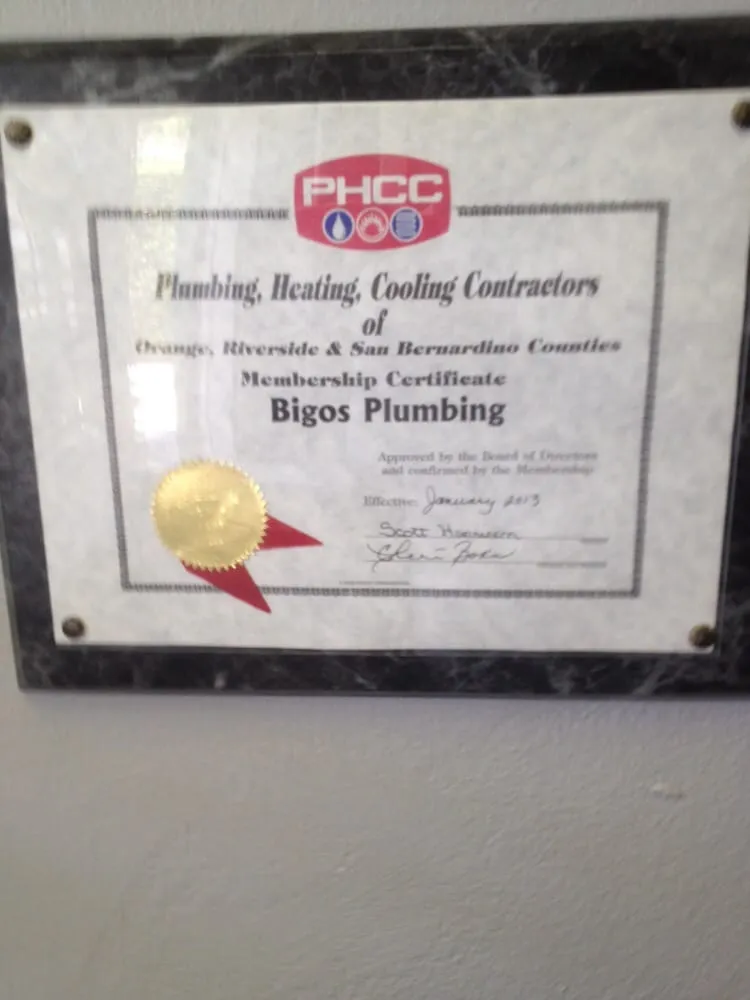 PHCC
Plumbing, Heating, Cooling Contractors
of
Orange, Riverside & San Bernardino Counties
Membership Certificate
Bigos Plumbing
Approved by the Board of Directors
and confirmed by the Membership
Effective: January 2013
Scott